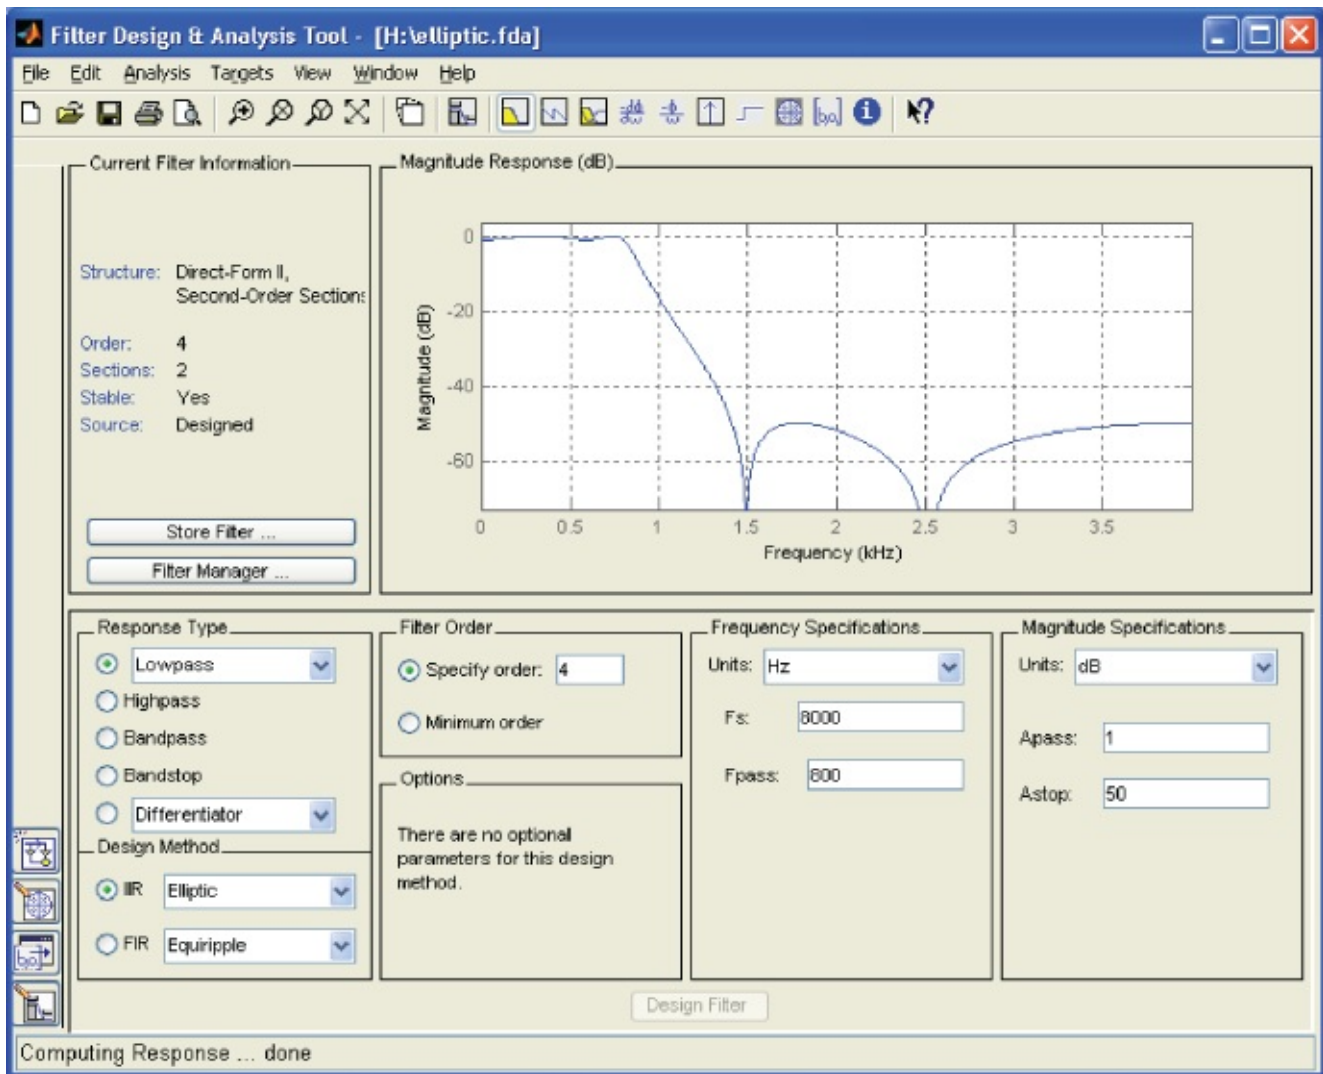 Filter Design & Analysis Tool - [H:\elliptic.fda]
File Edit Analysis Targets View Window Help
Current Filter Information
Structure: Direct-Form II,
Second-Order Sections
Order: 4
Sections: 2
Stable: Yes
Source: Designed
Store Filter ...
Filter Manager ...
Magnitude Response (dB)
0
-20
-40
-60
Magnitude (dB)
0 0.5 1 1.5 2 2.5 3 3.5
Frequency (kHz)
Response Type
Lowpass
Highpass
Bandpass
Bandstop
Differentiator
Design Method
IIR Elliptic
FIR Equiripple
Filter Order
Specify order: 4
Minimum order
Options
There are no optional
parameters for this design
method.
Frequency Specifications
Units: Hz
Fs: 8000
Fpass: 800
Magnitude Specifications
Units: dB
Apass: 1
Astop: 50
Design Filter
Computing Response ... done